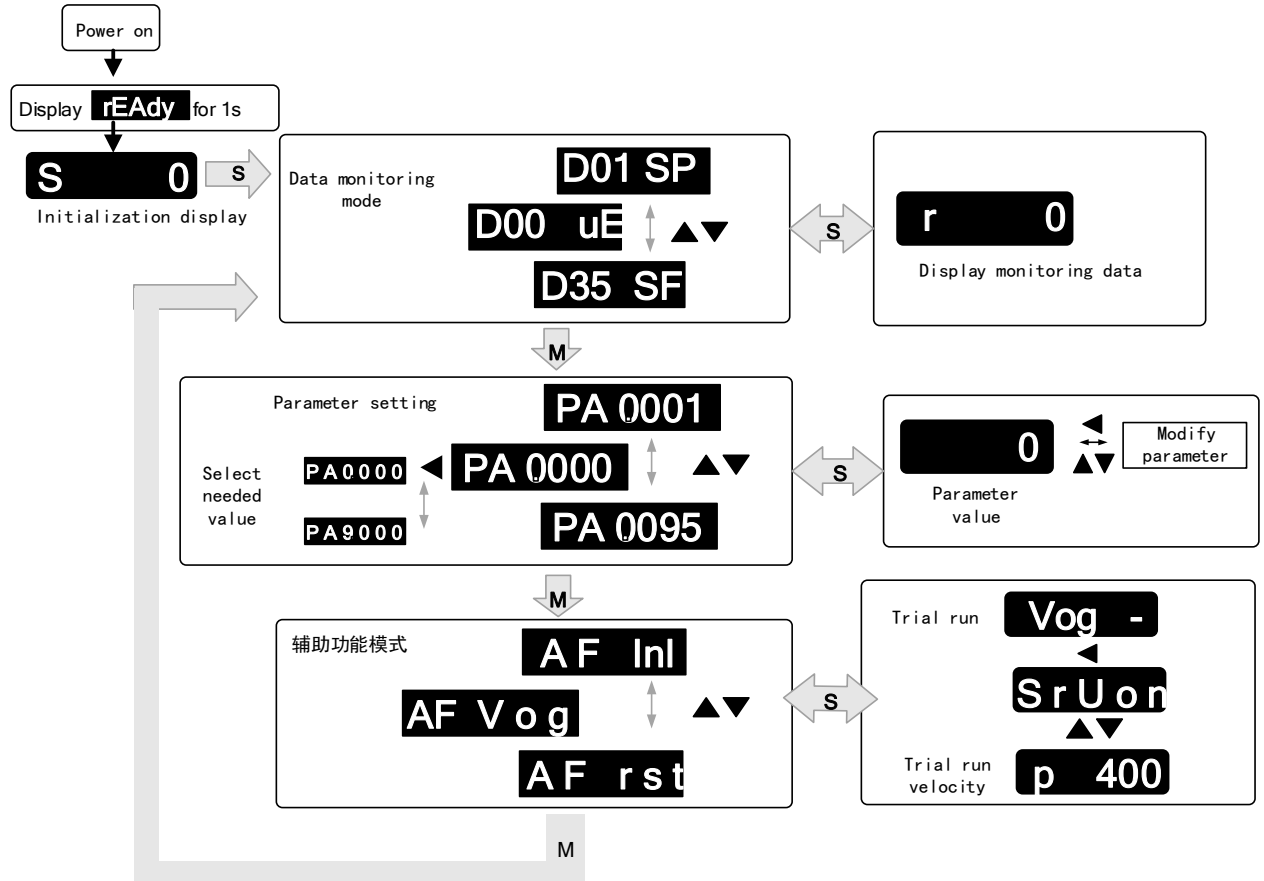 Power on
Display rEAdy for 1s
S 0
S
Initialization display
Data monitoring
mode
D01 SP
D00 uE
D35 SF
S
r 0
Display monitoring data
M
Parameter setting
PA 0001
Select
needed
value
PA0000
PA 0000
PA9000
PA 0095
S
0
Modify
parameter
Parameter
value
M
辅助功能模式
AF InI
AF Vog
AF rst
S
Trial run
Vog -
SrUon
Trial run
velocity
p 400
M